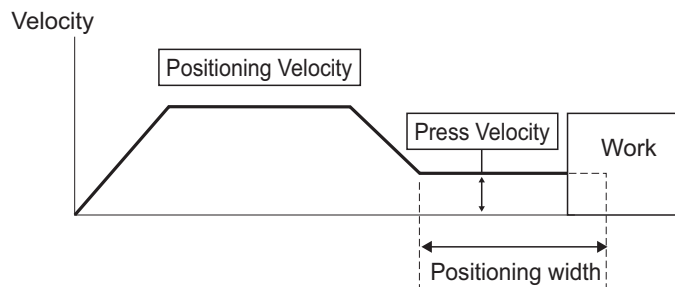 Velocity
Positioning Velocity
Press Velocity
Work
Positioning width